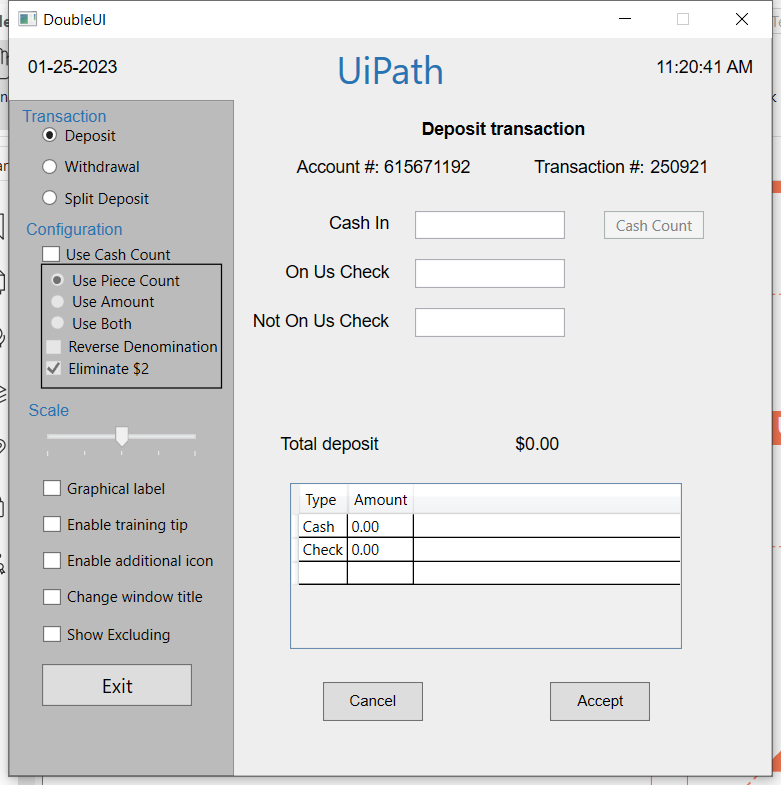 DoubleUI
01-25-2023
UiPath
11:20:41 AM
Transaction
Deposit
Withdrawal
Split Deposit
Configuration
Use Cash Count
Use Piece Count
Use Amount
Use Both
Reverse Denomination
Eliminate $2
Scale
Graphical label
Enable training tip
Enable additional icon
Change window title
Show Excluding
Exit
Deposit transaction
Account #: 615671192 Transaction #: 250921
Cash In
Cash Count
On Us Check
Not On Us Check
Total deposit $0.00
Type Amount
Cash 0.00
Check 0.00
Cancel Accept